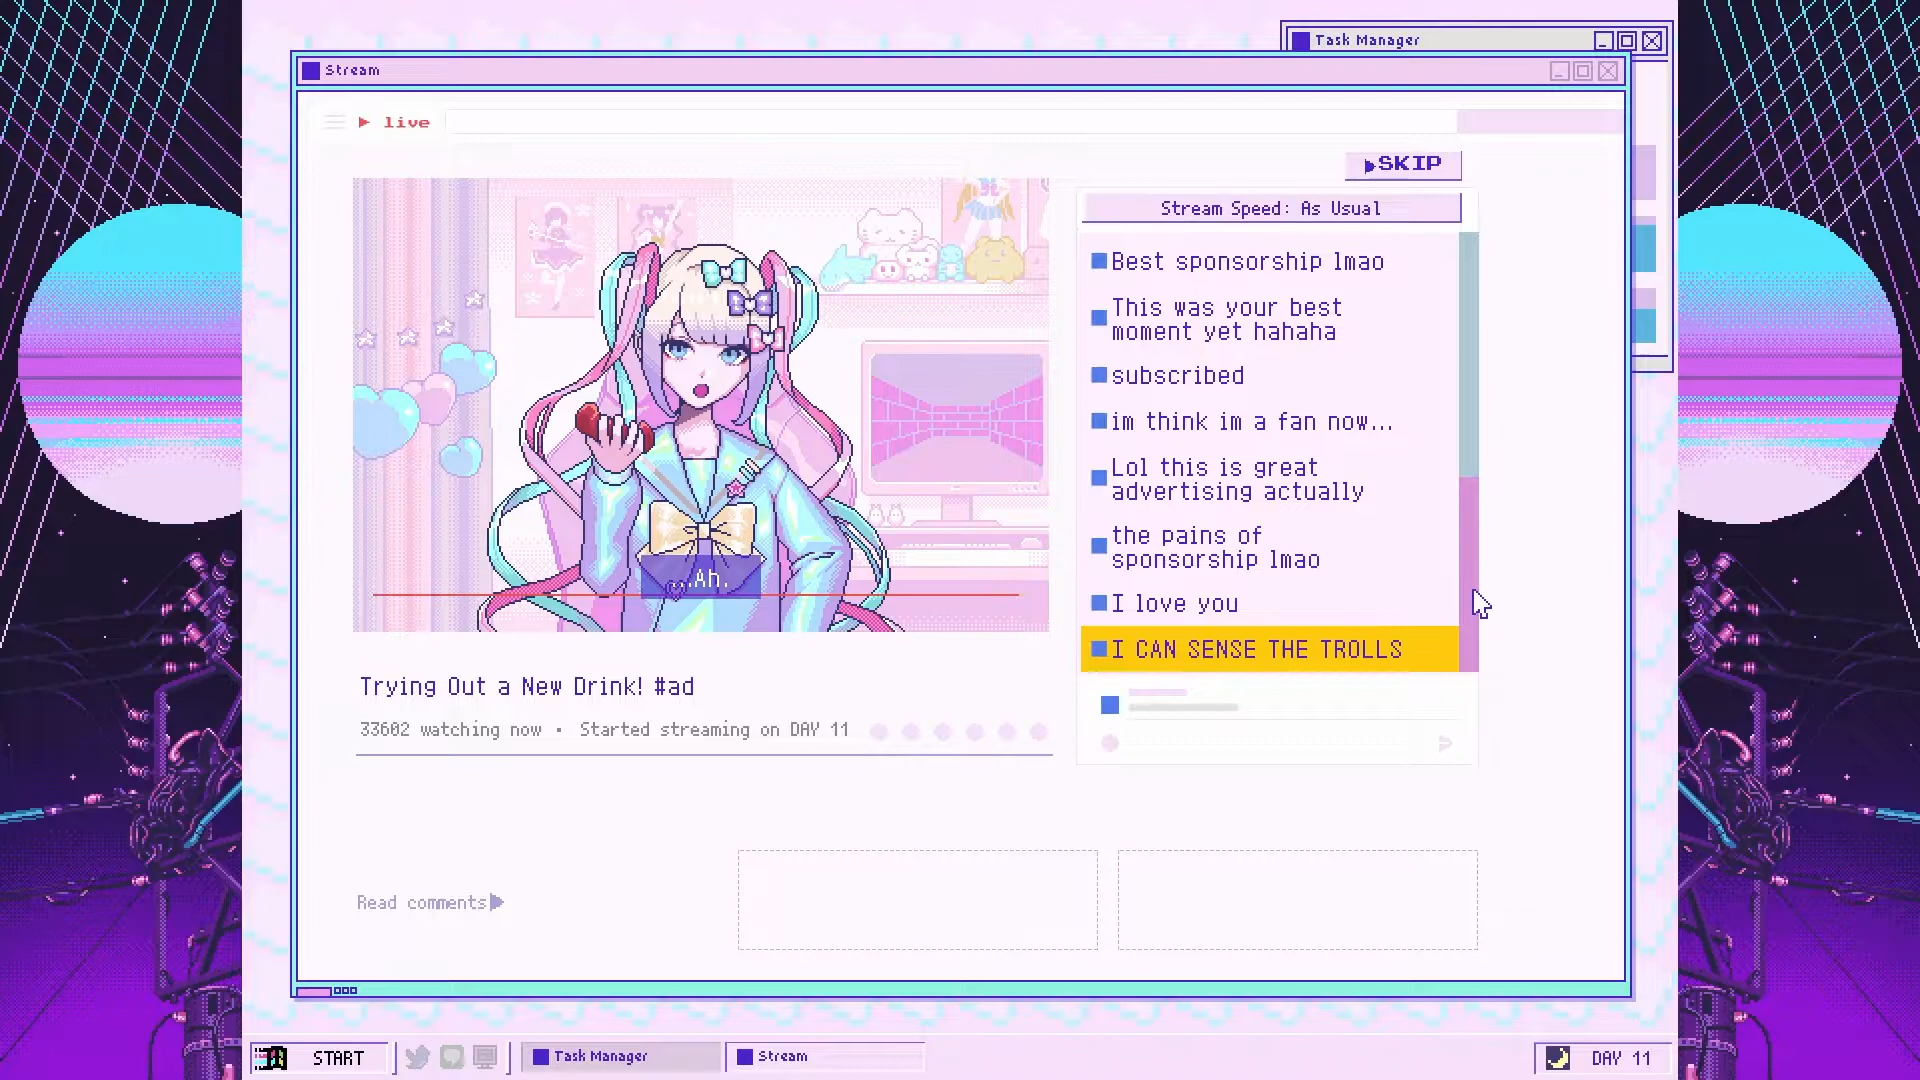 Task Manager
Stream
live
SKIP
Stream Speed: As Usual
Best sponsorship lmao
This was your best
moment yet hahaha
subscribed
im think im a fan now...
Lol this is great
advertising actually
the pains of
sponsorship lmao
I love you
I CAN SENSE THE TROLLS
...Ah.
Trying Out a New Drink! #ad
33602 watching now • Started streaming on DAY 11
Read comments
START
Task Manager
Stream
DAY 11